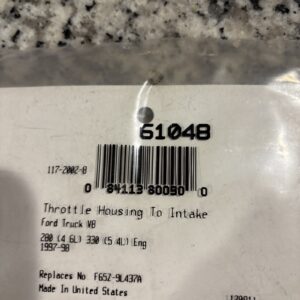 61048
117-2002-B
0 84113 80090 0
Throttle Housing To Intake
Ford Truck V8
280 (4.6L) 330 (5.4L) Eng
1997-98
Replaces No F65Z-9L437A
Made In United States